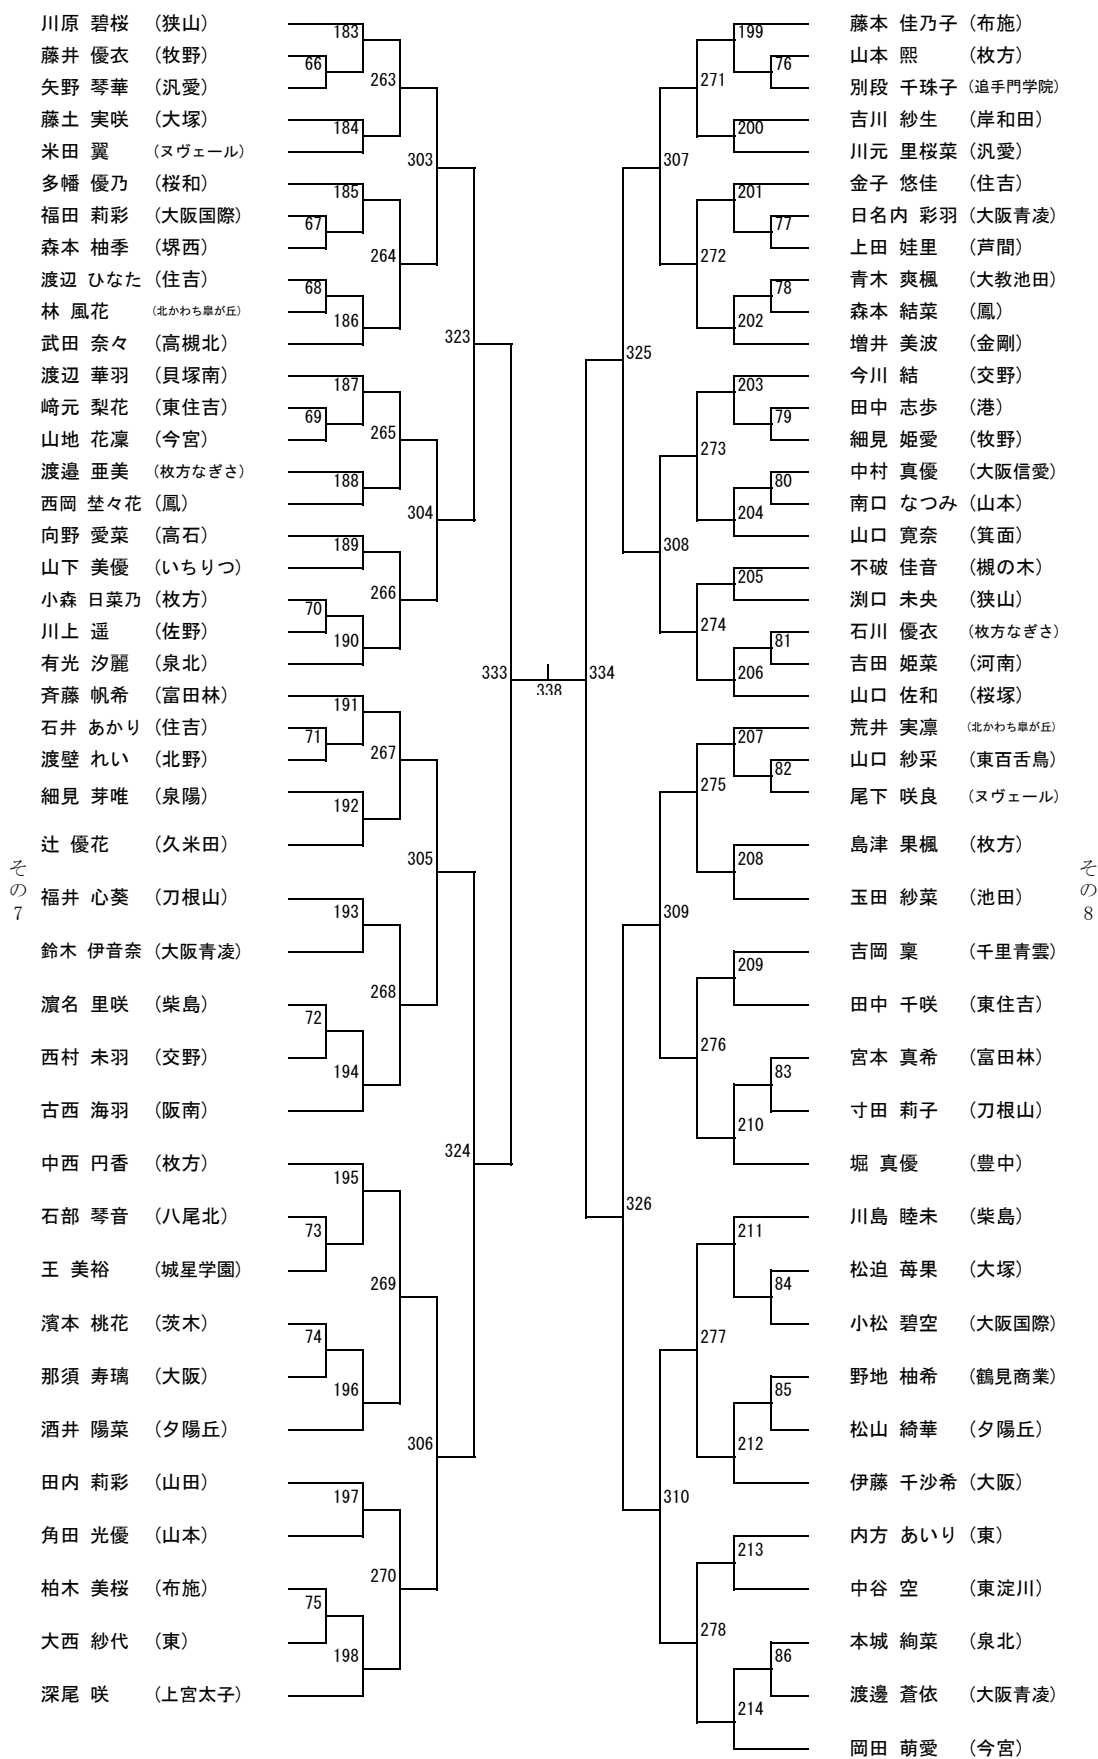 川原 碧桜 (狭山)
藤井 優衣 (牧野)
矢野 琴華 (汎愛)
藤土 実咲 (大塚)
米田 翼 (ヌヴェール)
多幡 優乃 (桜和)
福田 莉彩 (大阪国際)
森本 柚季 (堺西)
渡辺 ひなた (住吉)
林 風花 (北かわち皐が丘)
武田 奈々 (高槻北)
渡辺 華羽 (貝塚南)
﨑元 梨花 (東住吉)
山地 花凜 (今宮)
渡邉 亜美 (枚方なぎさ)
西岡 埜々花 (鳳)
向野 愛菜 (高石)
山下 美優 (いちりつ)
小森 日菜乃 (枚方)
川上 遥 (佐野)
有光 汐麗 (泉北)
斉藤 帆希 (富田林)
石井 あかり (住吉)
渡壁 れい (北野)
細見 芽唯 (泉陽)
辻 優花 (久米田)
福井 心葵 (刀根山)
鈴木 伊音奈 (大阪青凌)
濵名 里咲 (柴島)
西村 未羽 (交野)
古西 海羽 (阪南)
中西 円香 (枚方)
石部 琴音 (八尾北)
王 美裕 (城星学園)
濱本 桃花 (茨木)
那須 寿璃 (大阪)
酒井 陽菜 (夕陽丘)
田内 莉彩 (山田)
角田 光優 (山本)
柏木 美桜 (布施)
大西 紗代 (東)
深尾 咲 (上宮太子)
その7
66
67
68
69
70
71
72
73
74
75
183
184
185
186
187
188
189
190
191
192
193
194
195
196
197
198
263
264
265
266
267
268
269
270
303
304
305
306
323
324
333
338
334
325
326
307
308
309
310
271
272
273
274
275
276
277
278
199
200
201
202
203
204
205
206
207
208
209
210
211
212
213
214
76
77
78
79
80
81
82
83
84
85
86
藤本 佳乃子 (布施)
山本 熙 (枚方)
別段 千珠子 (追手門学院)
吉川 紗生 (岸和田)
川元 里桜菜 (汎愛)
金子 悠佳 (住吉)
日名内 彩羽 (大阪青凌)
上田 娃里 (芦間)
青木 爽楓 (大教池田)
森本 結菜 (鳳)
増井 美波 (金剛)
今川 結 (交野)
田中 志歩 (港)
細見 姫愛 (牧野)
中村 真優 (大阪信愛)
南口 なつみ (山本)
山口 寛奈 (箕面)
不破 佳音 (槻の木)
渕口 未央 (狭山)
石川 優衣 (枚方なぎさ)
吉田 姫菜 (河南)
山口 佐和 (桜塚)
荒井 実凛 (北かわち皐が丘)
山口 紗采 (東百舌鳥)
尾下 咲良 (ヌヴェール)
島津 果楓 (枚方)
玉田 紗菜 (池田)
吉岡 稟 (千里青雲)
田中 千咲 (東住吉)
宮本 真希 (富田林)
寸田 莉子 (刀根山)
堀 真優 (豊中)
川島 睦未 (柴島)
松迫 苺果 (大塚)
小松 碧空 (大阪国際)
野地 柚希 (鶴見商業)
松山 綺華 (夕陽丘)
伊藤 千沙希 (大阪)
内方 あいり (東)
中谷 空 (東淀川)
本城 絢菜 (泉北)
渡邊 蒼依 (大阪青凌)
岡田 萌愛 (今宮)
その8